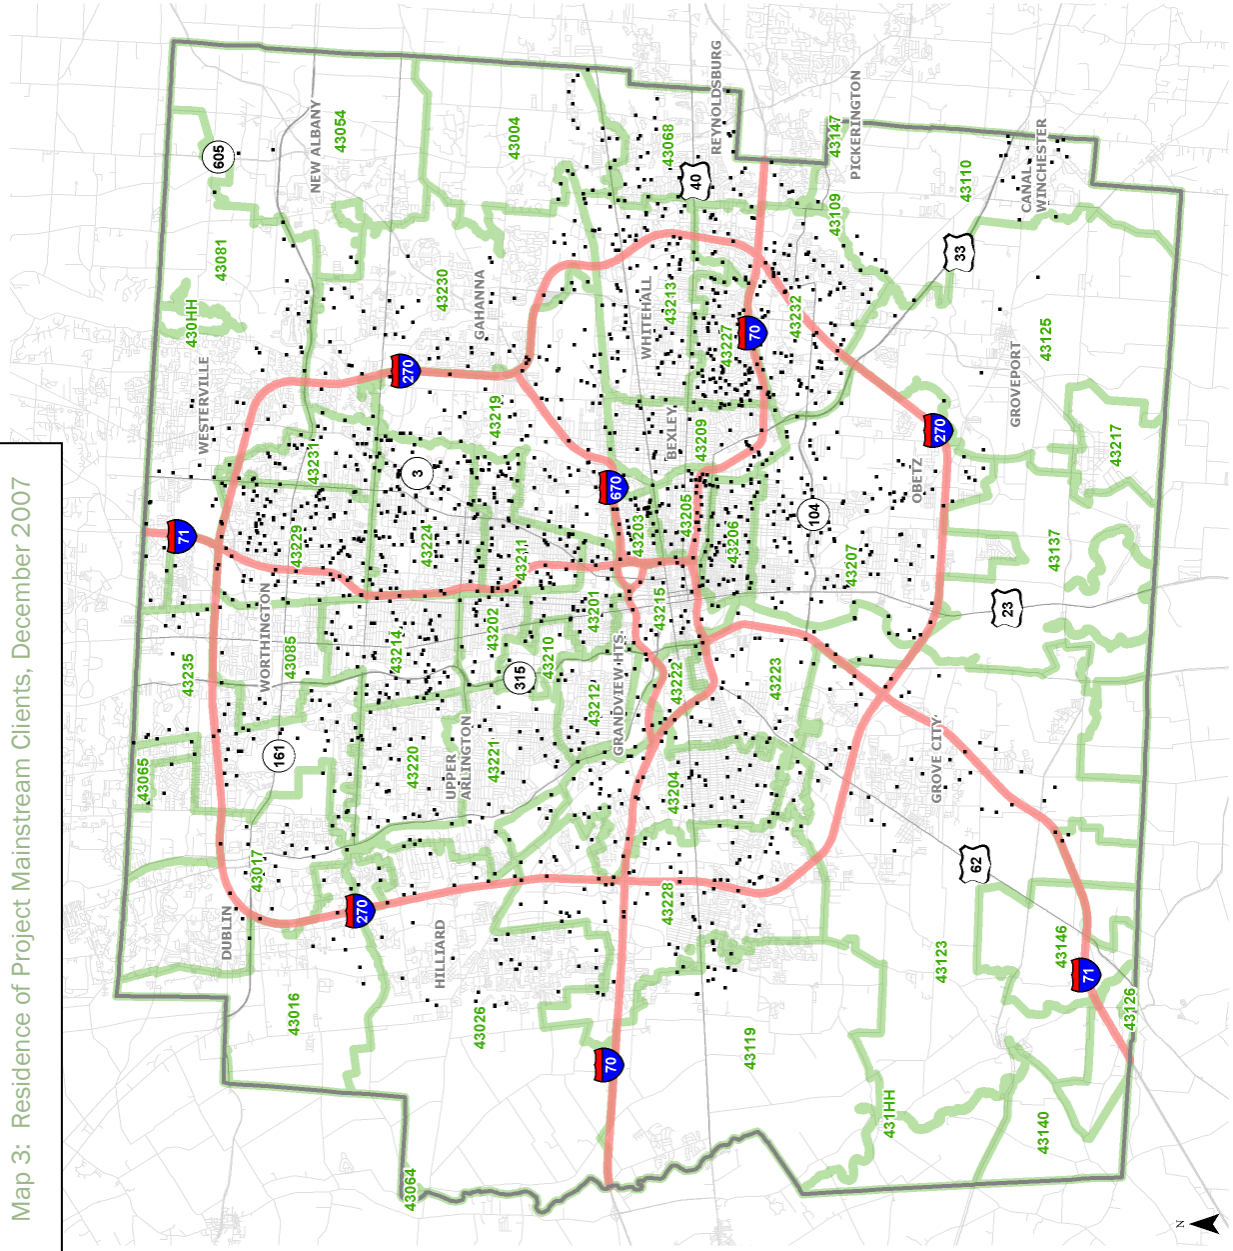 Map 3: Residence of Project Mainstream Clients, December 2007
605
NEW ALBANY
43054
43004
43068
REYNOLDSBURG
40
43147
PICKERINGTON
43109
43110
CANAL
WINCHESTER
33
43081
430HH
WESTERVILLE
43230
GAHANNA
270
WHITEHALL
43213
43227
70
43232
43125
GROVEPORT
43219
43231
3
BEXLEY
43209
270
OBETZ
43217
71
43229
43224
43211
670
43203
43205
43206
104
43207
43137
23
WORTHINGTON
43085
43235
43214
43202
43201
43210
315
43215
GRANDVIEW HTS.
43212
43222
43223
161
43065
43220
UPPER
ARLINGTON
43221
43204
GROVE CITY
62
43017
DUBLIN
270
HILLIARD
43228
43123
43146
71
43126
43016
43026
70
43119
431HH
43140
43064
N